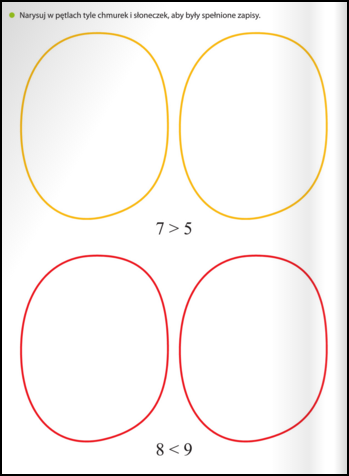 Narysuj w pętlach tyle chmurek i słoneczek, aby były spełnione zapisy.
7 > 5
8 < 9